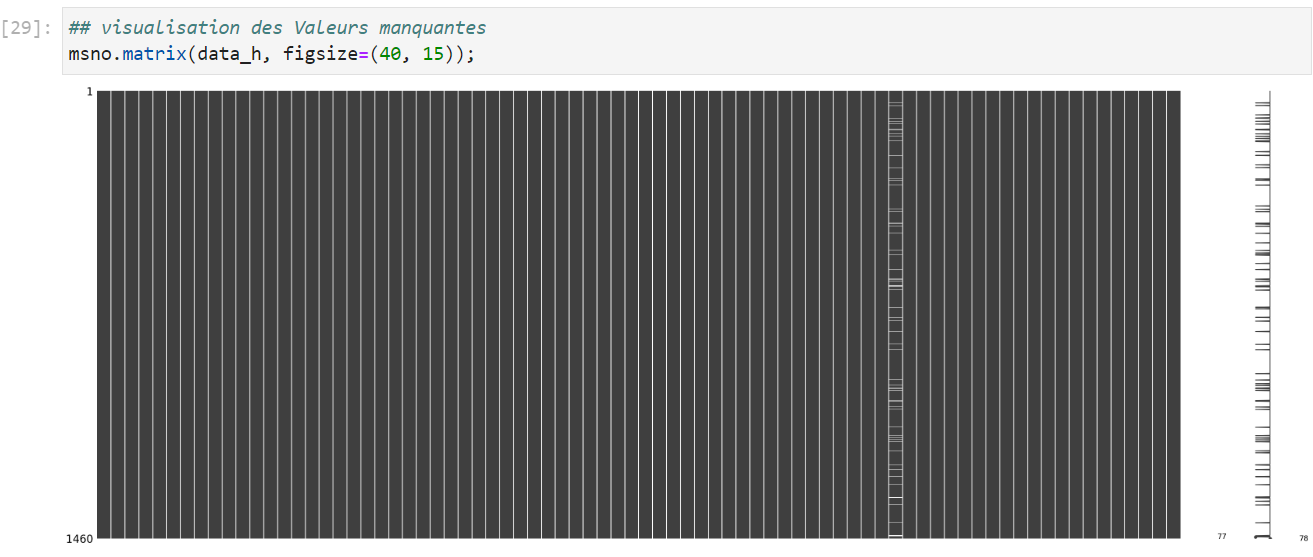 [29]: ## visualisation des Valeurs manquantes
msno.matrix(data_h, figsize=(40, 15));
1
1460
77
78